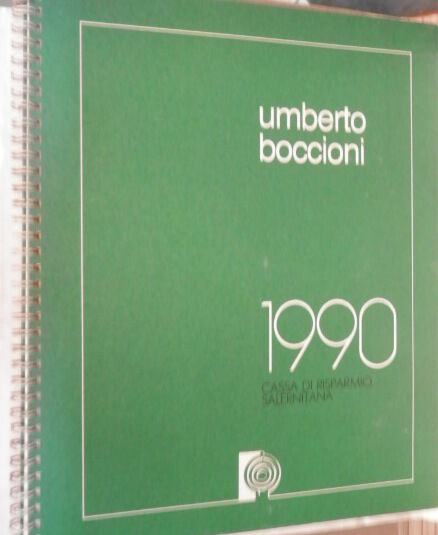 umberto
boccioni
1990
CASSA DI RISPARMIO
SALERNITANA